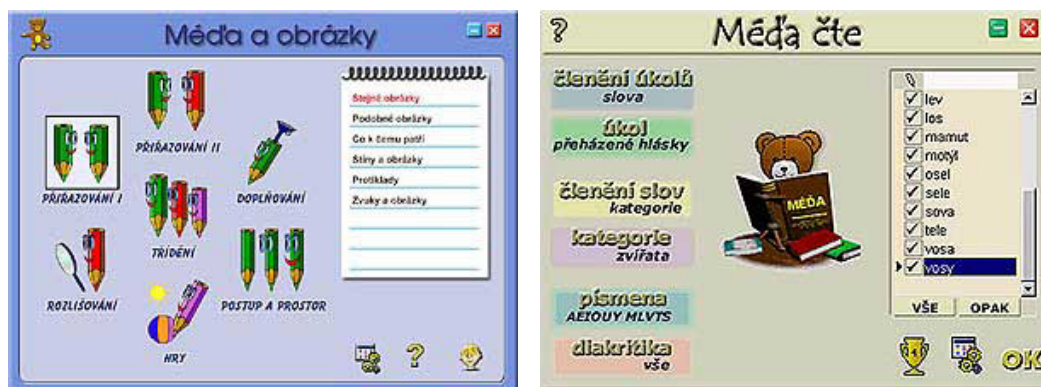 Méďa a obrázky
PŘIŘAZOVÁNÍ II
PŘIŘAZOVÁNÍ I
DOPLŇOVÁNÍ
TŘÍDĚNÍ
ROZLIŠOVÁNÍ
POSTUP A PROSTOR
HRY
Stejné obrázky
Podobné obrázky
Co k čemu patří
Stíny a obrázky
Protiklady
Zvuky a obrázky
?
?
Méďa čte
členění úkolů
slova
úkol
přeházené hlásky
členění slov
kategorie
kategorie
zvířata
písmena
AEIOUY MLVTS
diakritika
vše
MÉĎA
lev
los
mamut
motýl
osel
sele
sova
tele
vosa
vosy
VŠE OPAK
OK